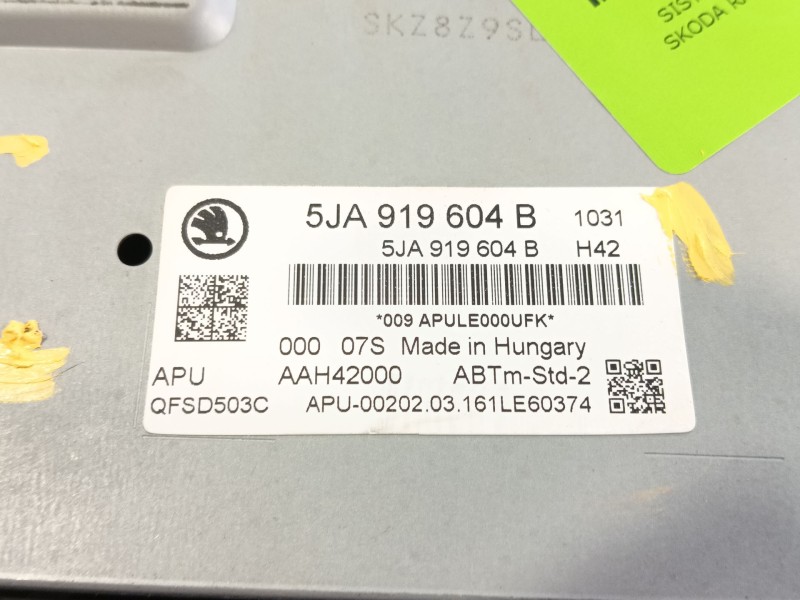 SKZ8Z9S
SIS
SKODA R
5JA 919 604 B 1031
5JA 919 604 B H42
*009 APULE000UFK*
000 07S Made in Hungary
APU AAH42000 ABTm-Std-2
QFSD503C APU-00202.03.161LE60374